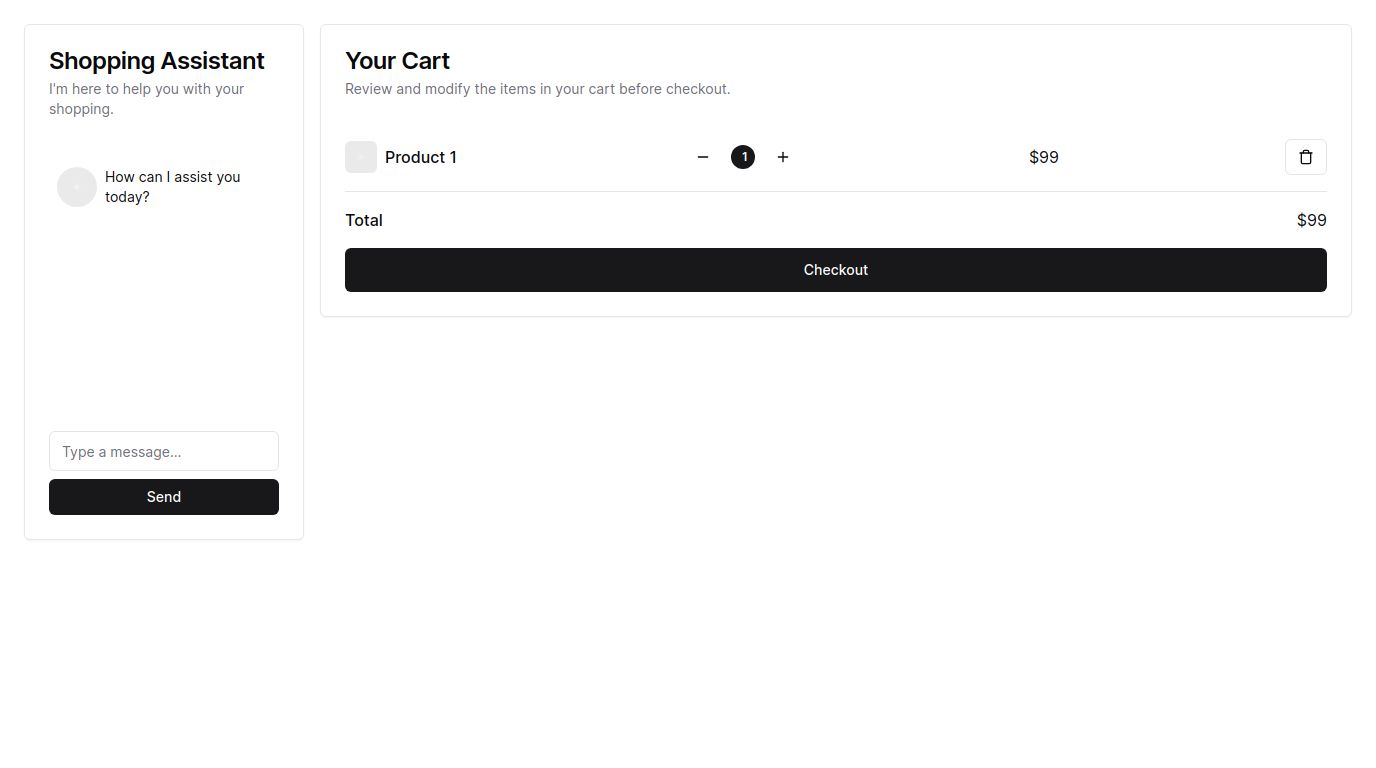 Shopping Assistant
I'm here to help you with your
shopping.
How can I assist you
today?
Type a message...
Send
Your Cart
Review and modify the items in your cart before checkout.
Product 1
1
$99
Total
$99
Checkout